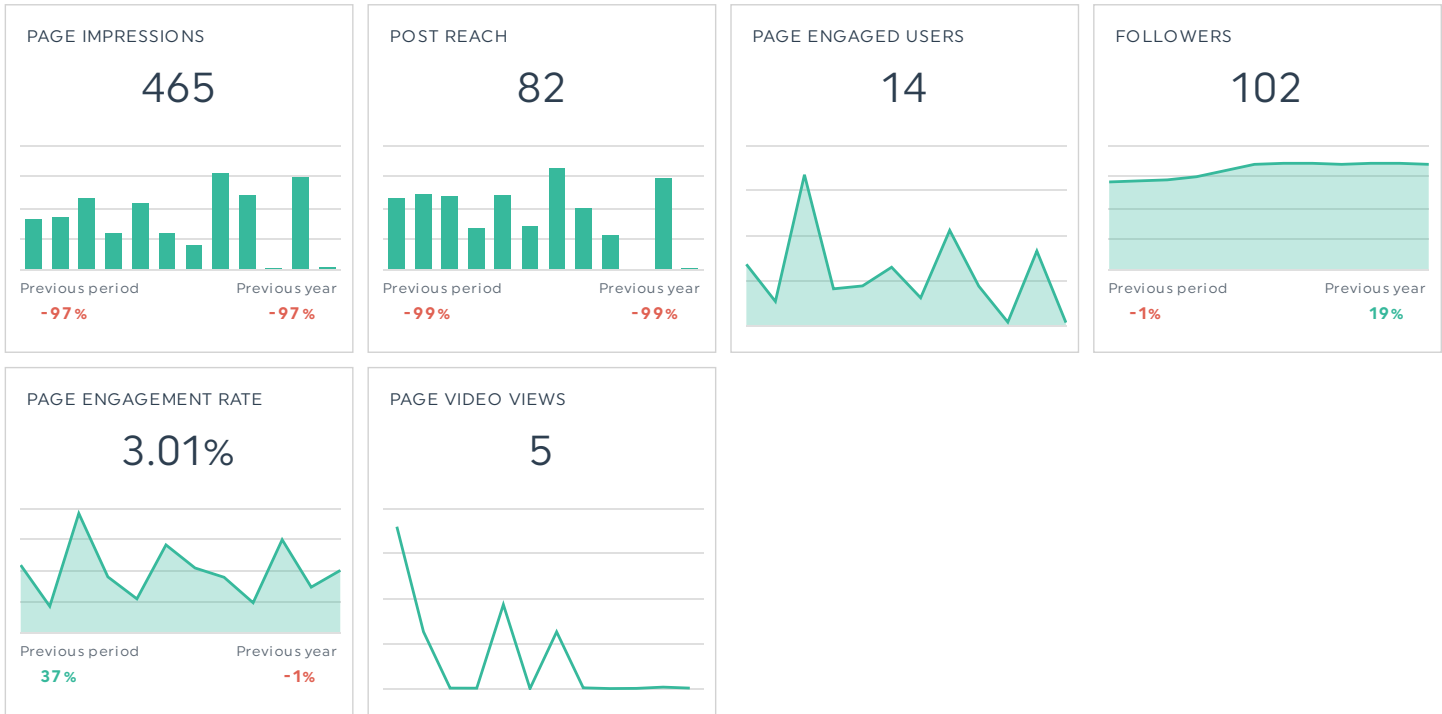 PAGE IMPRESSIONS
465
Previous period Previous year
-97% -97%
POST REACH
82
Previous period Previous year
-99% -99%
PAGE ENGAGED USERS
14
FOLLOWERS
102
Previous period Previous year
-1% 19%
PAGE ENGAGEMENT RATE
3.01%
Previous period Previous year
37% -1%
PAGE VIDEO VIEWS
5